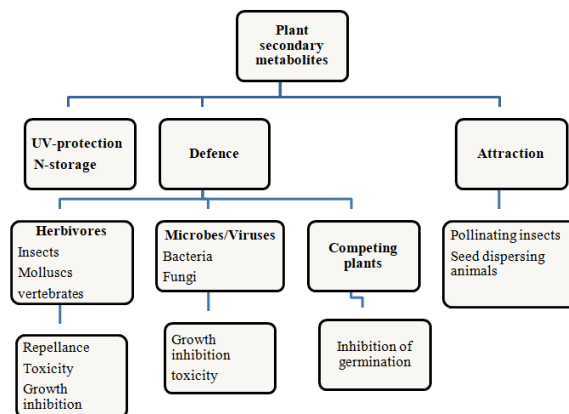 Plant
secondary
metabolites
UV-protection
N-storage
Defence
Attraction
Herbivores
Insects
Molluscs
vertebrates
Microbes/Viruses
Bacteria
Fungi
Competing
plants
Pollinating insects
Seed dispersing
animals
Repellance
Toxicity
Growth
inhibition
Growth
inhibition
toxicity
Inhibition of
germination